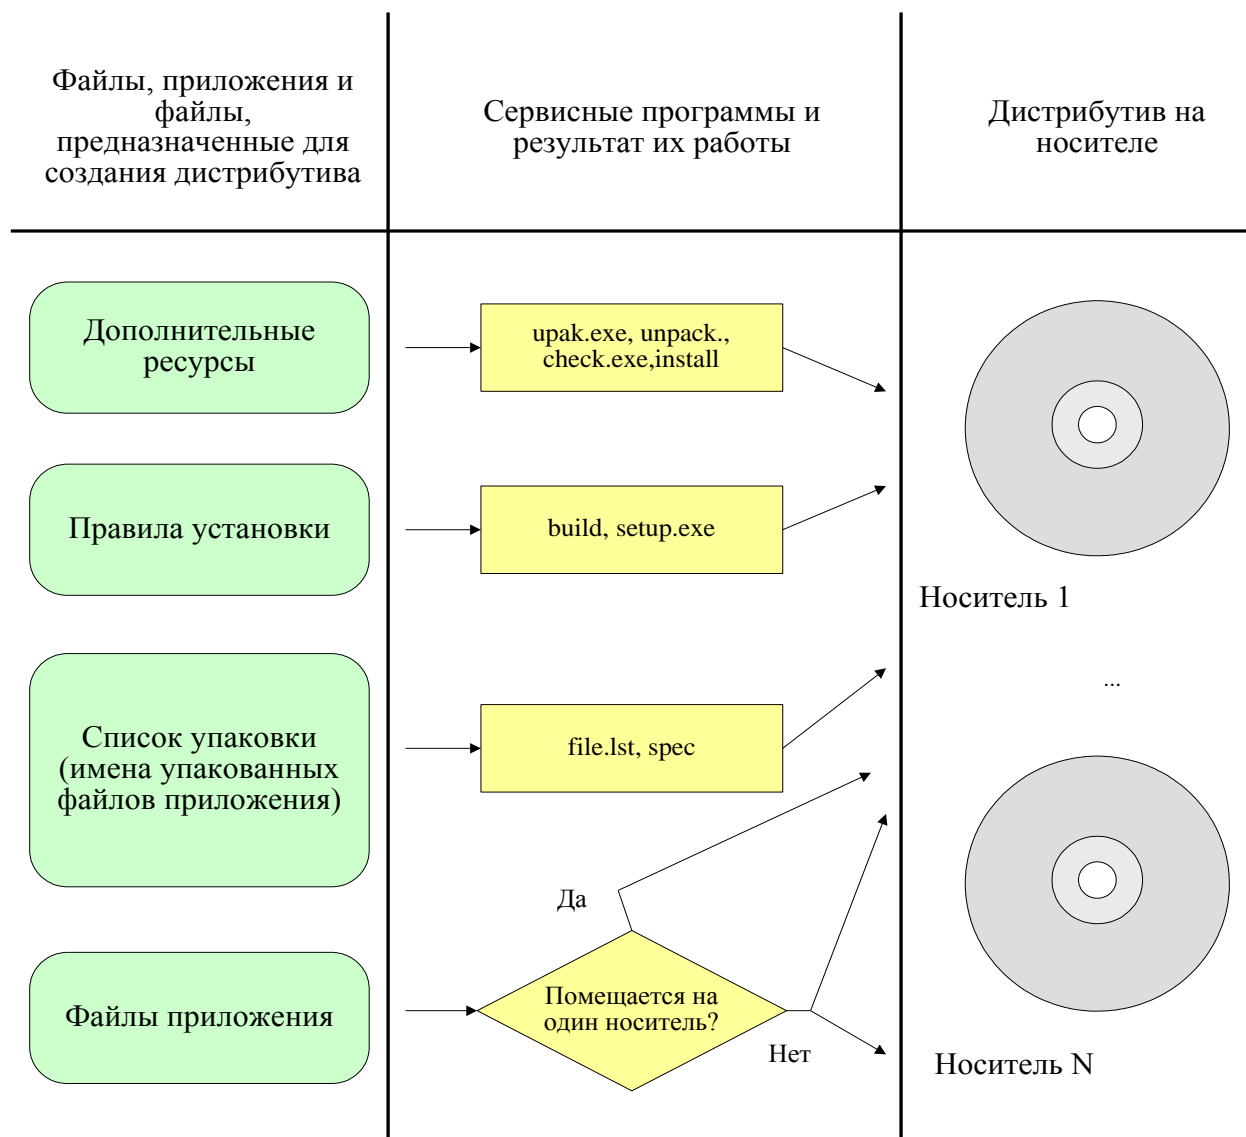 Файлы, приложения и
файлы,
предназначенные для
создания дистрибутива
Сервисные программы и
результат их работы
Дистрибутив на
носителе
Дополнительные
ресурсы
upak.exe, unpack.,
check.exe,install
Правила установки
build, setup.exe
Носитель 1
...
Список упаковки
(имена упакованных
файлов приложения)
file.lst, spec
Да
Файлы приложения
Помещается на
один носитель?
Нет
Носитель N